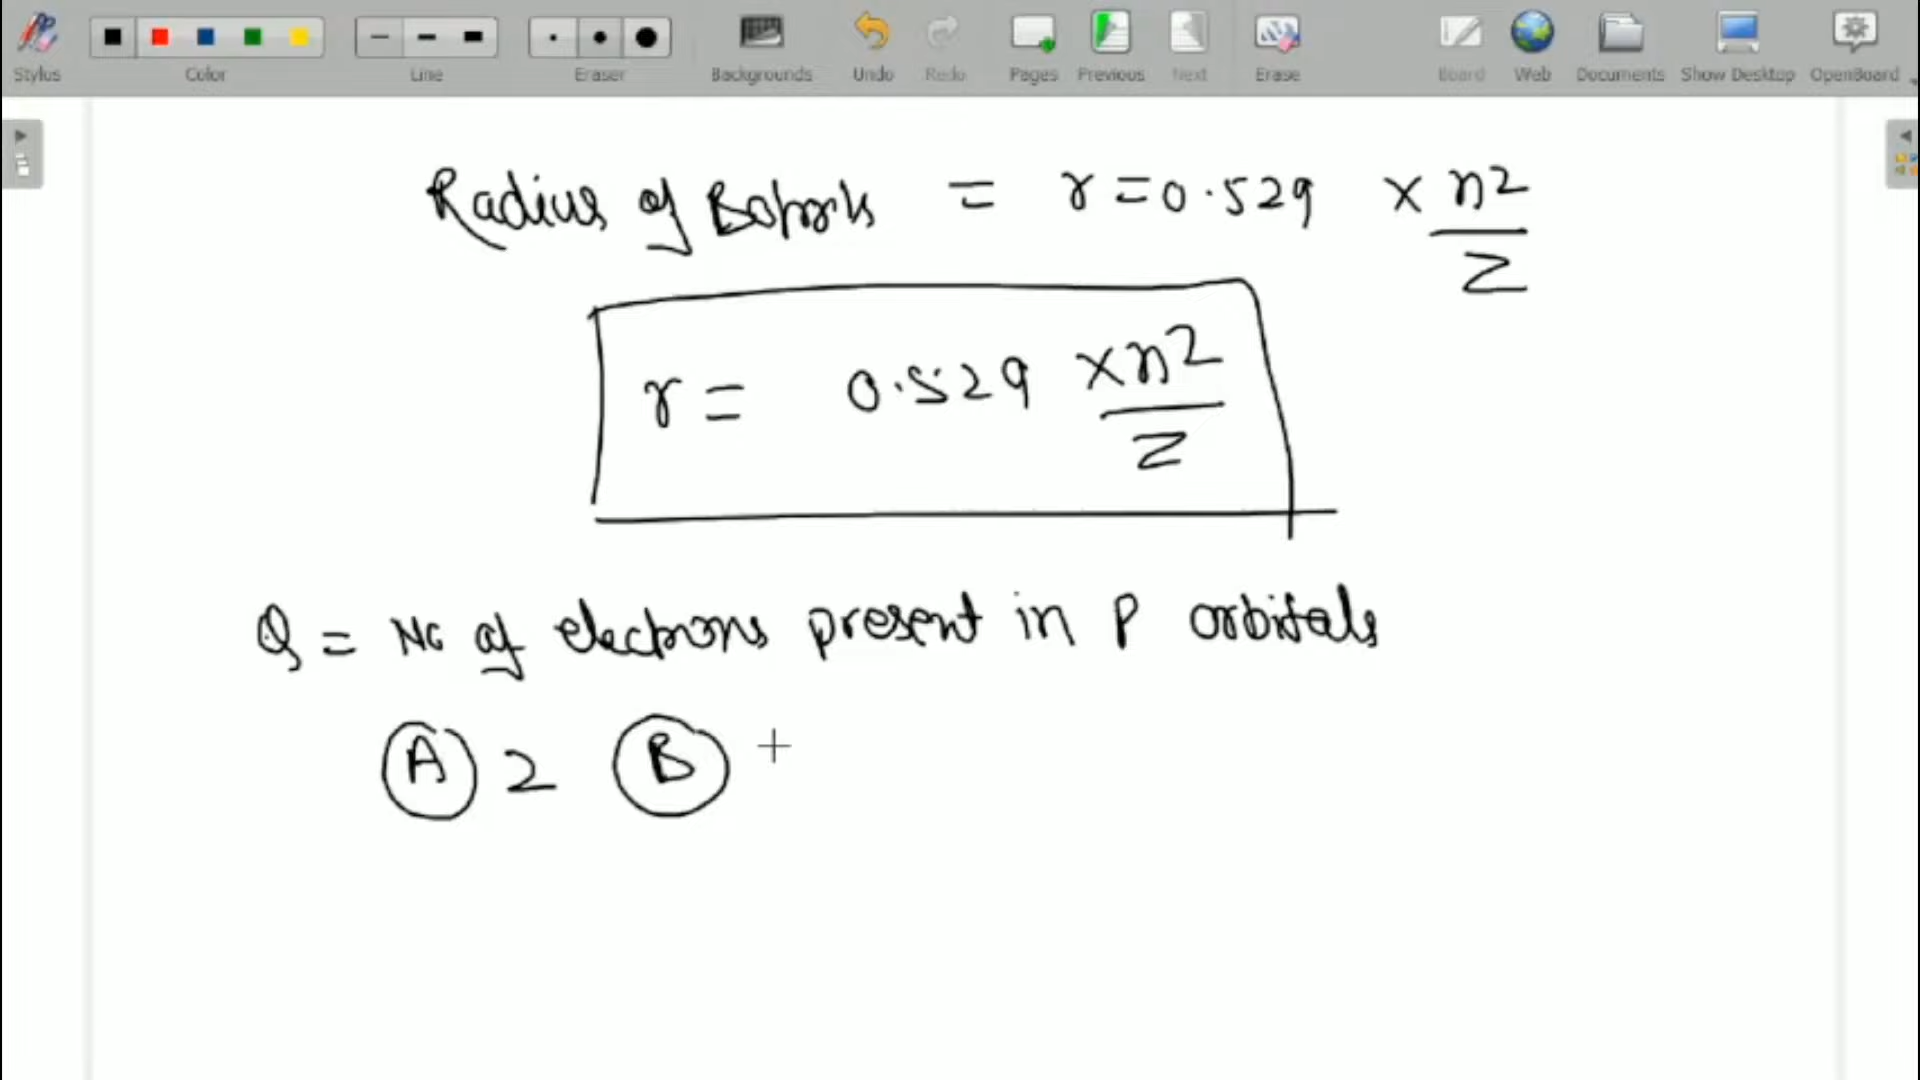 Stylus Color Line Eraser Backgrounds Undo Redo Pages Previous Next Erase Board Web Documents Show Desktop OpenBoard
Radius of = r = 0.529 × n²/Z
r = 0.529 × n²/Z
Q = No of electrons present in P orbitals
(A) 2 (B)